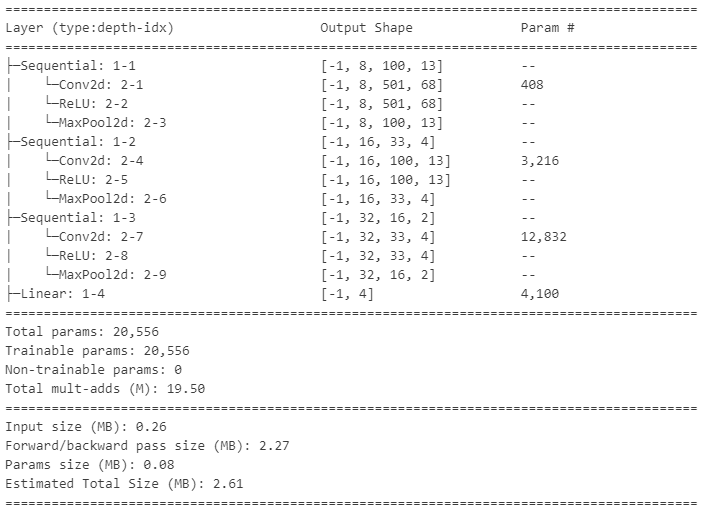 ==========================================================================================
Layer (type:depth-idx)                   Output Shape              Param #
==========================================================================================
├─Sequential: 1-1                        [-1, 8, 100, 13]          --
|    └─Conv2d: 2-1                       [-1, 8, 501, 68]          408
|    └─ReLU: 2-2                         [-1, 8, 501, 68]          --
|    └─MaxPool2d: 2-3                    [-1, 8, 100, 13]          --
├─Sequential: 1-2                        [-1, 16, 33, 4]           --
|    └─Conv2d: 2-4                       [-1, 16, 100, 13]         3,216
|    └─ReLU: 2-5                         [-1, 16, 100, 13]         --
|    └─MaxPool2d: 2-6                    [-1, 16, 33, 4]           --
├─Sequential: 1-3                        [-1, 32, 16, 2]           --
|    └─Conv2d: 2-7                       [-1, 32, 33, 4]           12,832
|    └─ReLU: 2-8                         [-1, 32, 33, 4]           --
|    └─MaxPool2d: 2-9                    [-1, 32, 16, 2]           --
├─Linear: 1-4                            [-1, 4]                   4,100
==========================================================================================
Total params: 20,556
Trainable params: 20,556
Non-trainable params: 0
Total mult-adds (M): 19.50
==========================================================================================
Input size (MB): 0.26
Forward/backward pass size (MB): 2.27
Params size (MB): 0.08
Estimated Total Size (MB): 2.61
==========================================================================================